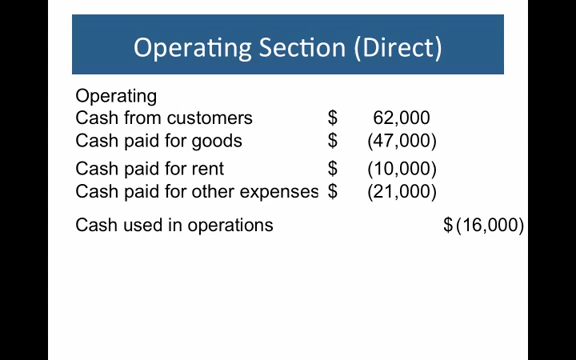 Operating Section (Direct)
Operating
Cash from customers $ 62,000
Cash paid for goods $ (47,000)
Cash paid for rent $ (10,000)
Cash paid for other expenses $ (21,000)
Cash used in operations $(16,000)